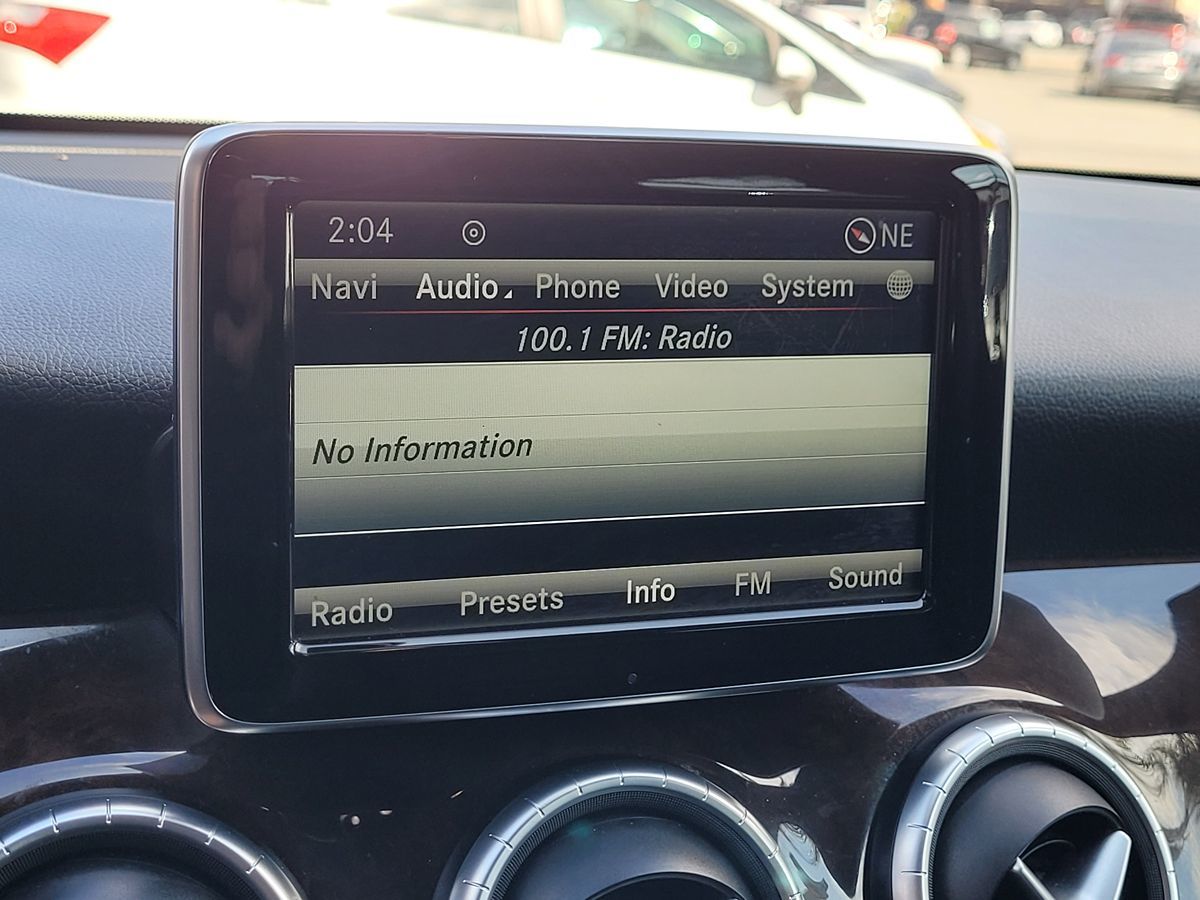 2:04 NE
Navi Audio Phone Video System
100.1 FM: Radio
No Information
Radio Presets Info FM Sound